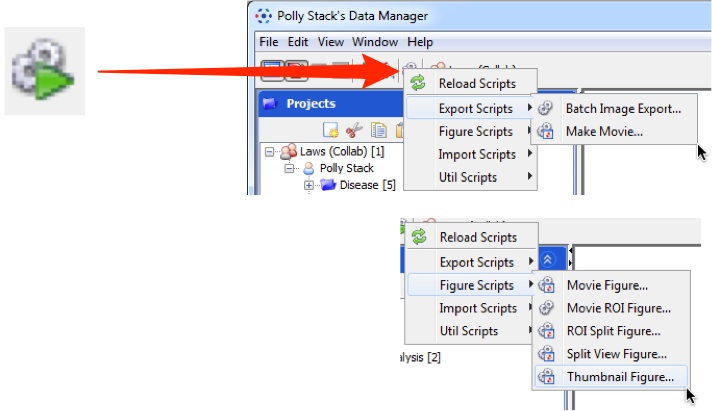 Polly Stack's Data Manager
File Edit View Window Help
Reload Scripts
Projects
Export Scripts
Batch Image Export...
Figure Scripts
Make Movie...
Laws (Collab) [1]
Import Scripts
Polly Stack
Util Scripts
Disease [5]
Reload Scripts
Export Scripts
Figure Scripts
Movie Figure...
Import Scripts
Movie ROI Figure...
Util Scripts
ROI Split Figure...
alysis [2]
Split View Figure...
Thumbnail Figure...